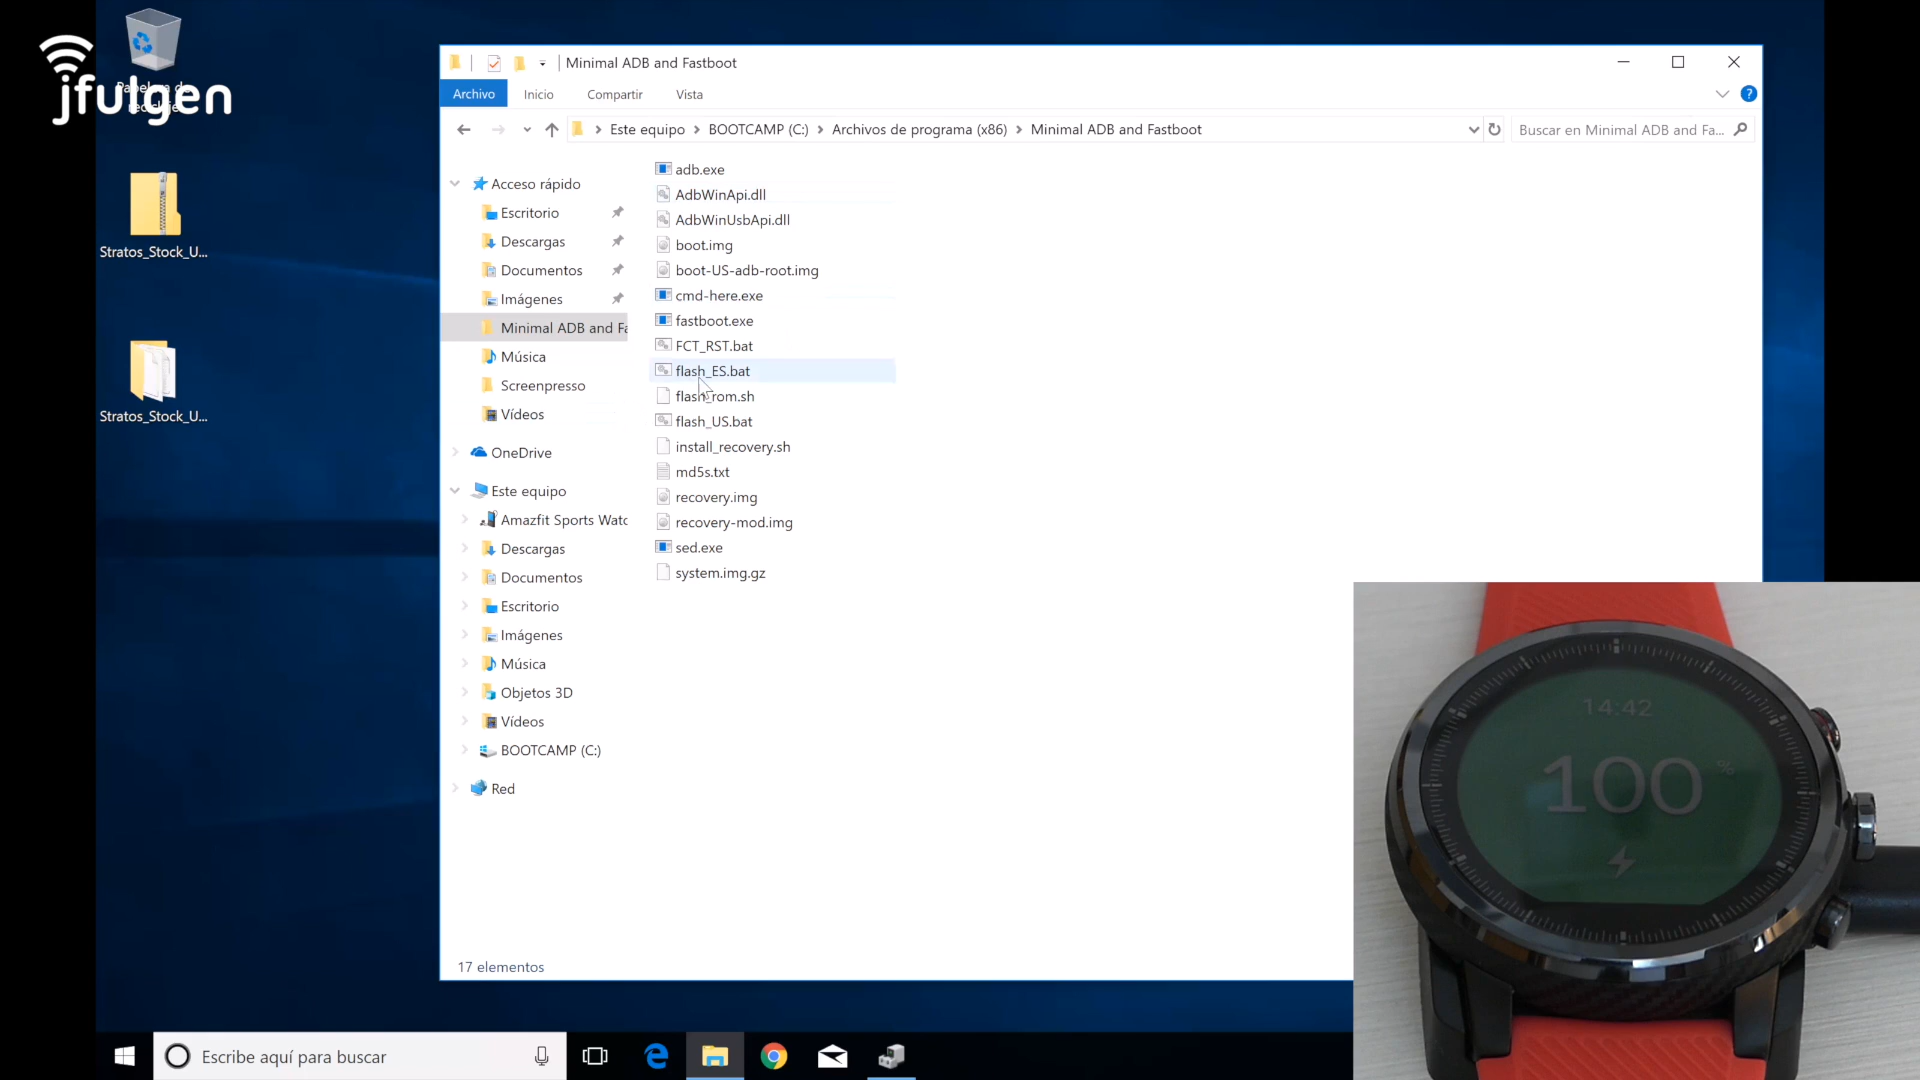 jfulgen
Stratos_Stock_U...
Stratos_Stock_U...
Minimal ADB and Fastboot
Archivo
Inicio
Compartir
Vista
Este equipo
BOOTCAMP (C:)
Archivos de programa (x86)
Minimal ADB and Fastboot
Buscar en Minimal ADB and Fa...
Acceso rápido
Escritorio
Descargas
Documentos
Imágenes
Minimal ADB and Fa
Música
Screenpresso
Vídeos
OneDrive
Este equipo
Amazfit Sports Watc
Descargas
Documentos
Escritorio
Imágenes
Música
Objetos 3D
Vídeos
BOOTCAMP (C:)
Red
adb.exe
AdbWinApi.dll
AdbWinUsbApi.dll
boot.img
boot-US-adb-root.img
cmd-here.exe
fastboot.exe
FCT_RST.bat
flash_ES.bat
flash_rom.sh
flash_US.bat
install_recovery.sh
md5s.txt
recovery.img
recovery-mod.img
sed.exe
system.img.gz
17 elementos
14:42
100%
Escribe aquí para buscar